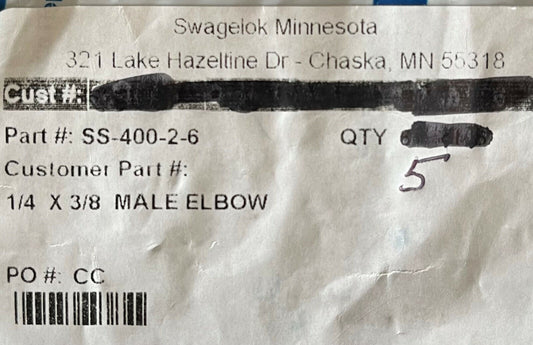 Swagelok Minnesota
321 Lake Hazeltine Dr - Chaska, MN 55318
Cust #:
Part #: SS-400-2-6 QTY
5
Customer Part #:
1/4 X 3/8 MALE ELBOW
PO #: CC